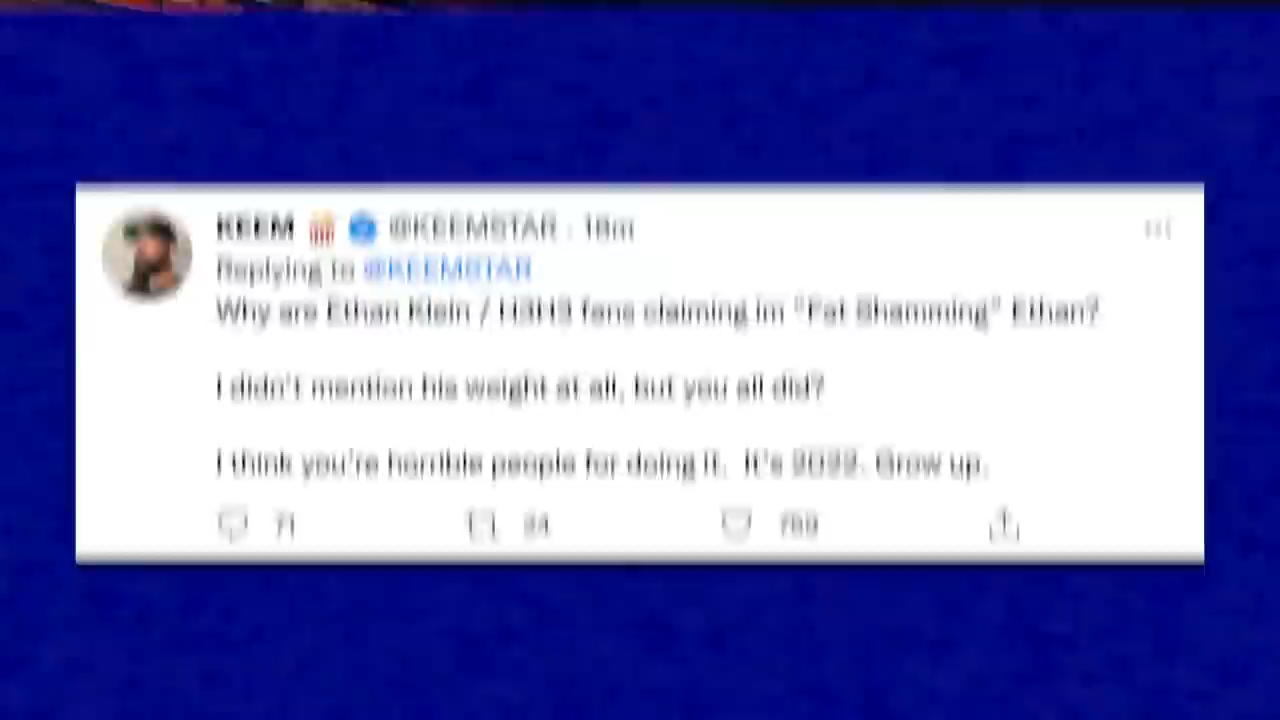 KEEM 🍿 @KEEMSTAR · 18m
Replying to @KEEMSTAR
Why are Ethan Klein / H3H3 fans claiming im "Fat Shamming" Ethan?
I didn't mention his weight at all, but you all did?
I think you're horrible people for doing it. It's 2022. Grow up.
71 34 769